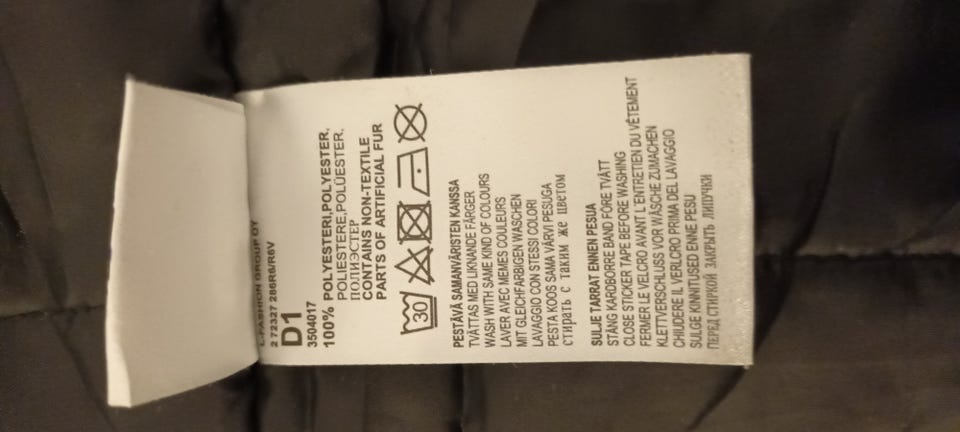 L-FASHION GROUP OY
2 72327 286R6/R6V
D1
3504017
100% POLYESTERI,POLYESTER,
POLIESTERE,POLÜESTER,
ПОЛИЭСТЕР
CONTAINS NON-TEXTILE
PARTS OF ARTIFICIAL FUR
30
PESTÄVÄ SAMANVÄRISTEN KANSSA
TVÄTTAS MED LIKNANDE FÄRGER
WASH WITH SAME KIND OF COLOURS
LAVER AVEC MEMES COULEURS
MIT GLEICHFARBIGEN WASCHEN
LAVAGGIO CON STESSI COLORI
PESTA KOOS SAMA VÄRVI PESUGA
стирать с таким же цветом
SULJE TARRAT ENNEN PESUA
STÄNG KARDBORRE BAND FÖRE TVÄTT
CLOSE STICKER TAPE BEFORE WASHING
FERMER LE VELCRO AVANT L'ENTRETIEN DU VÊTEMENT
KLETTVERSCHLUSS VOR WÄSCHE ZUMACHEN
CHIUDERE IL VERLCRO PRIMA DEL LAVAGGIO
SULGE KINNITUSED ENNE PESU
ПЕРЕД СТИРКОЙ ЗАКРЫТЬ ЛИПУЧКИ